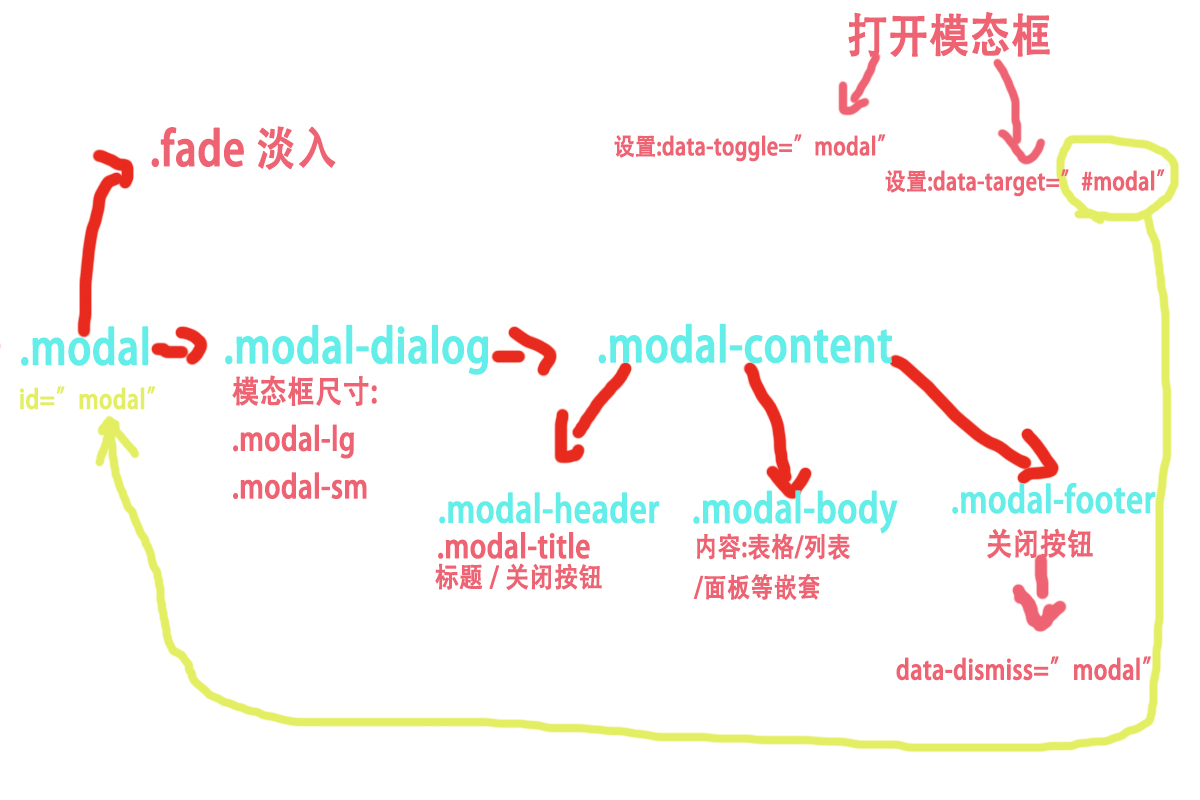 打开模态框
.fade 淡入
设置:data-toggle=”modal”
设置:data-target=”#modal”
.modal
.modal-dialog
.modal-content
id=”modal”
模态框尺寸:
.modal-lg
.modal-sm
.modal-header
.modal-body
.modal-footer
.modal-title
内容:表格/列表
关闭按钮
标题 / 关闭按钮
/面板等嵌套
data-dismiss=”modal”